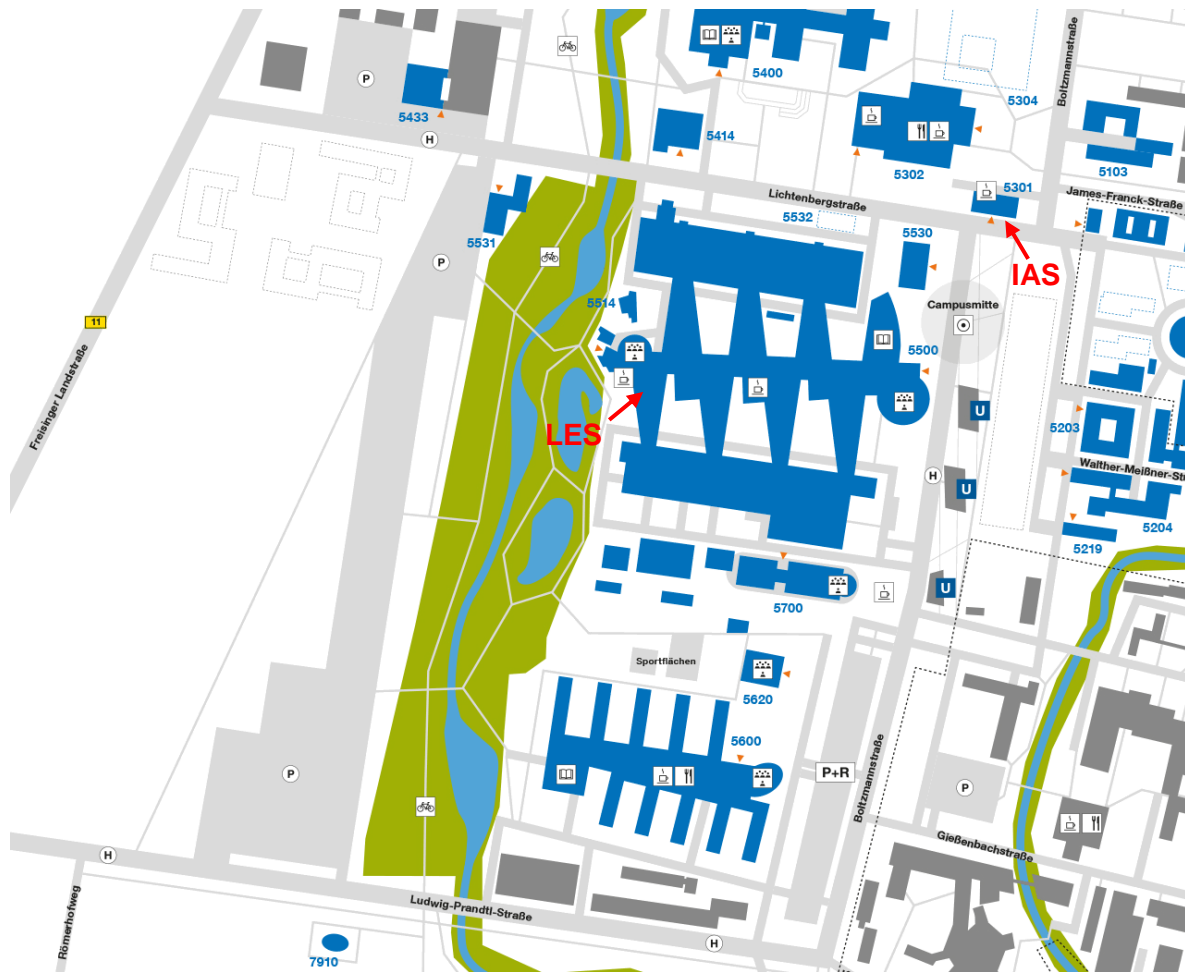 5400
Boltzmannstraße
5304
P
5433
H
5414
5302
5103
Lichtenbergstraße
5301
James-Franck-Straße
5532
5531
5530
P
IAS
5514
Campusmitte
11
Freisinger Landstraße
5500
LES
U
5203
Walther-Meißner-St
H
U
5204
5219
5700
U
Sportflächen
5620
5600
P+R
Boltzmannstraße
P
P
Gießenbachstraße
H
Ludwig-Prandtl-Straße
Römerhofweg
H
7910